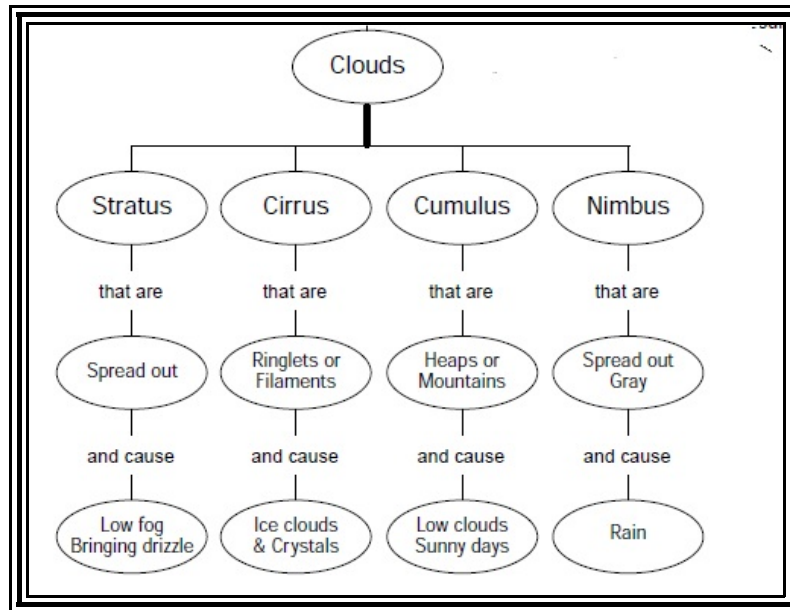 Clouds
Stratus Cirrus Cumulus Nimbus
that are that are that are that are
Spread out
Ringlets or
Filaments
Heaps or
Mountains
Spread out
Gray
and cause and cause and cause and cause
Low fog
Bringing drizzle
Ice clouds
& Crystals
Low clouds
Sunny days
Rain